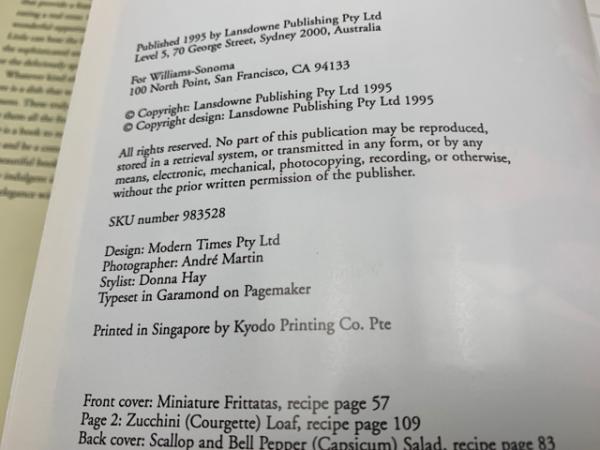 Published 1995 by Lansdowne Publishing Pty Ltd
Level 5, 70 George Street, Sydney 2000, Australia
For Williams-Sonoma
100 North Point, San Francisco, CA 94133
© Copyright: Lansdowne Publishing Pty Ltd 1995
© Copyright design: Lansdowne Publishing Pty Ltd 1995
All rights reserved. No part of this publication may be reproduced,
stored in a retrieval system, or transmitted in any form, or by any
means, electronic, mechanical, photocopying, recording, or otherwise,
without the prior written permission of the publisher.
SKU number 983528
Design: Modern Times Pty Ltd
Photographer: André Martin
Stylist: Donna Hay
Typeset in Garamond on Pagemaker
Printed in Singapore by Kyodo Printing Co. Pte
Front cover: Miniature Frittatas, recipe page 57
Page 2: Zucchini (Courgette) Loaf, recipe page 109
Back cover: Scallop and Bell Pepper (Capsicum) Salad, recipe page 83